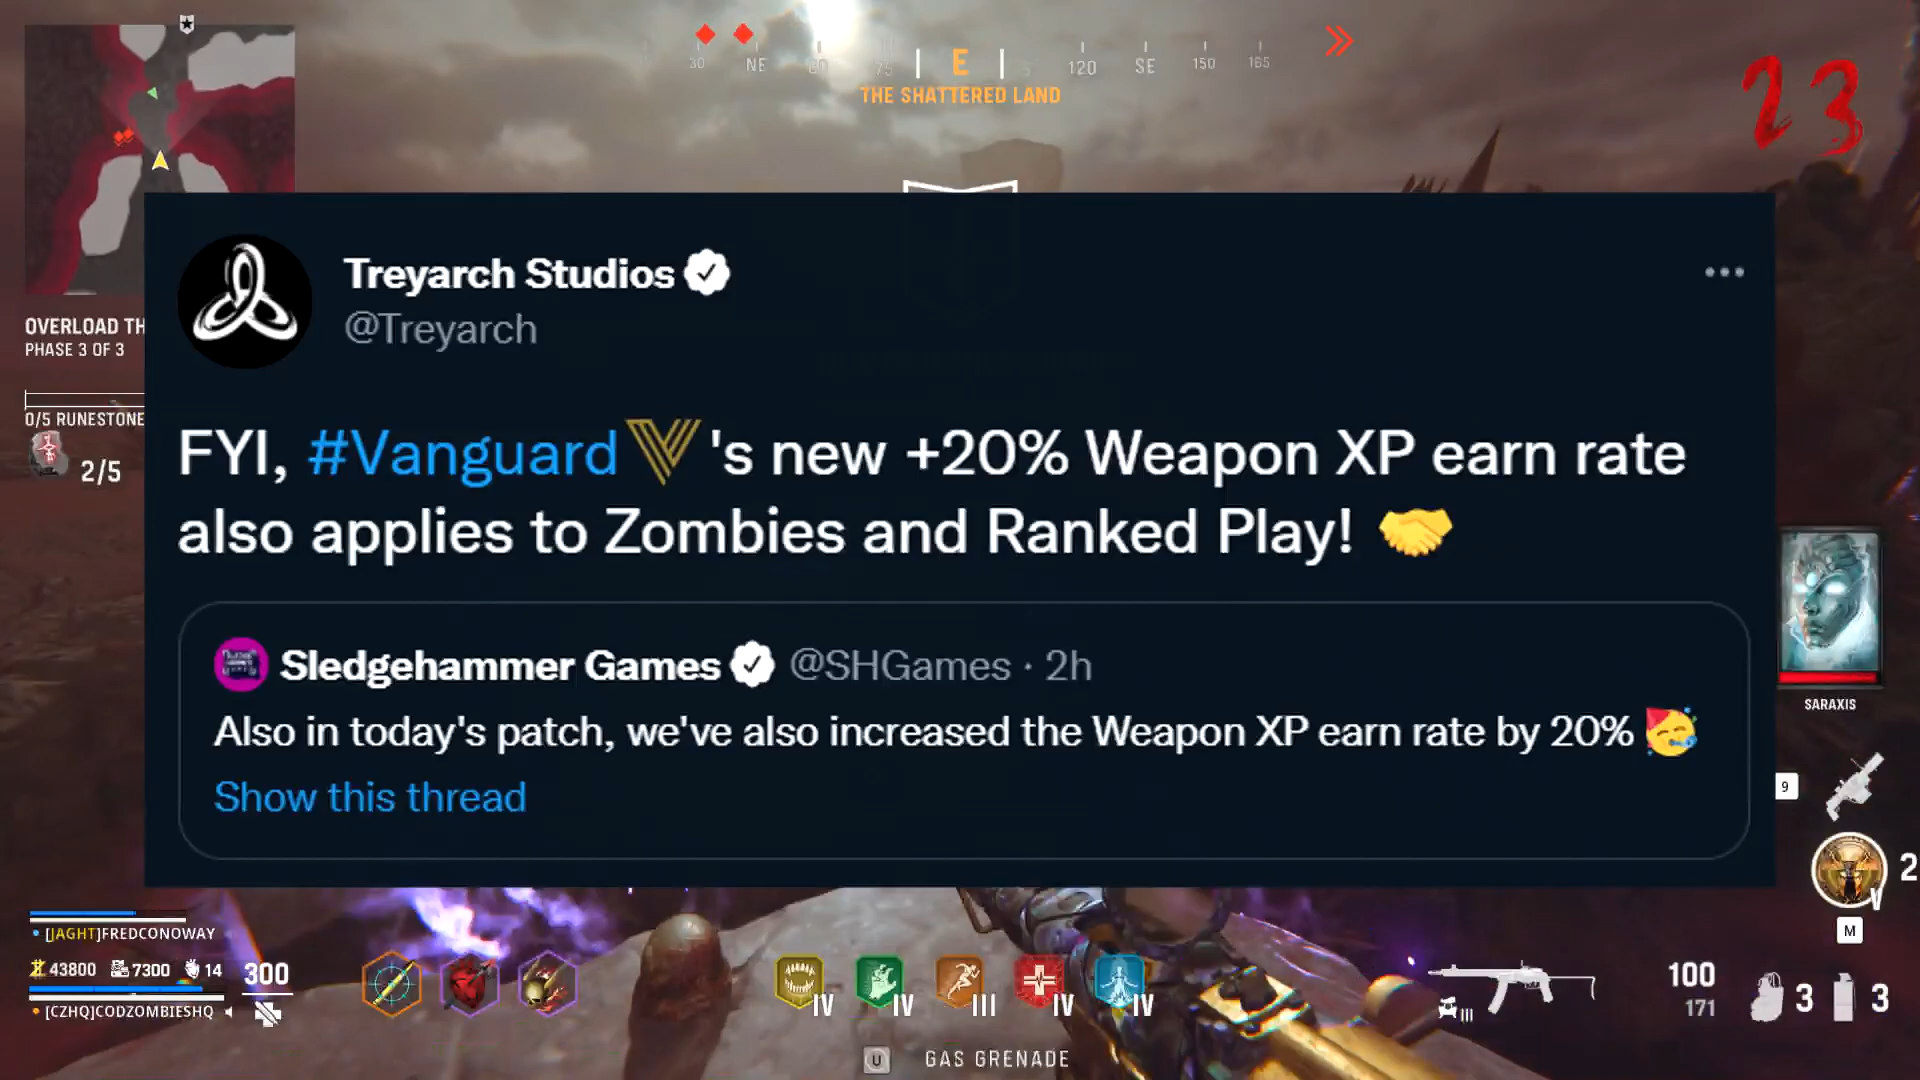 30 NE 60 75 E 120 SE 150 165
THE SHATTERED LAND
23
OVERLOAD TH
PHASE 3 OF 3
0/5 RUNESTONE
2/5
Treyarch Studios
@Treyarch
FYI, #Vanguard 's new +20% Weapon XP earn rate
also applies to Zombies and Ranked Play!
Sledgehammer Games @SHGames · 2h
Also in today's patch, we've also increased the Weapon XP earn rate by 20%
Show this thread
SARAXIS
9
2
V
M
[JAGHT]FREDCONOWAY
43800 7300 14
300
[CZHQ]CODZOMBIESHQ
IV IV III IV IV
III
100
171
3 3
U GAS GRENADE